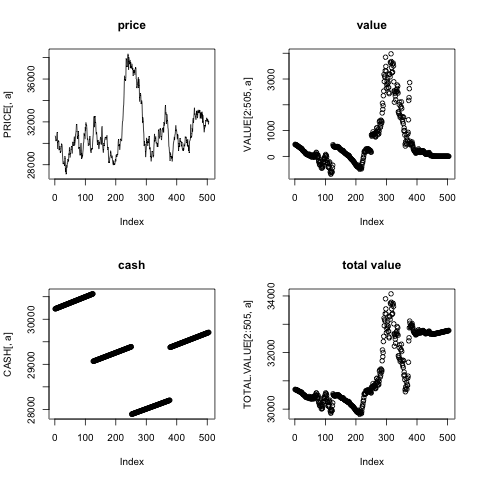 price
PRICE[, a]
28000 32000 36000
0 100 200 300 400 500
Index
value
VALUE[2:505, a]
0 1000 3000
0 100 200 300 400 500
Index
cash
CASH[, a]
28000 29000 30000
0 100 200 300 400 500
Index
total value
TOTAL.VALUE[2:505, a]
30000 32000 34000
0 100 200 300 400 500
Index